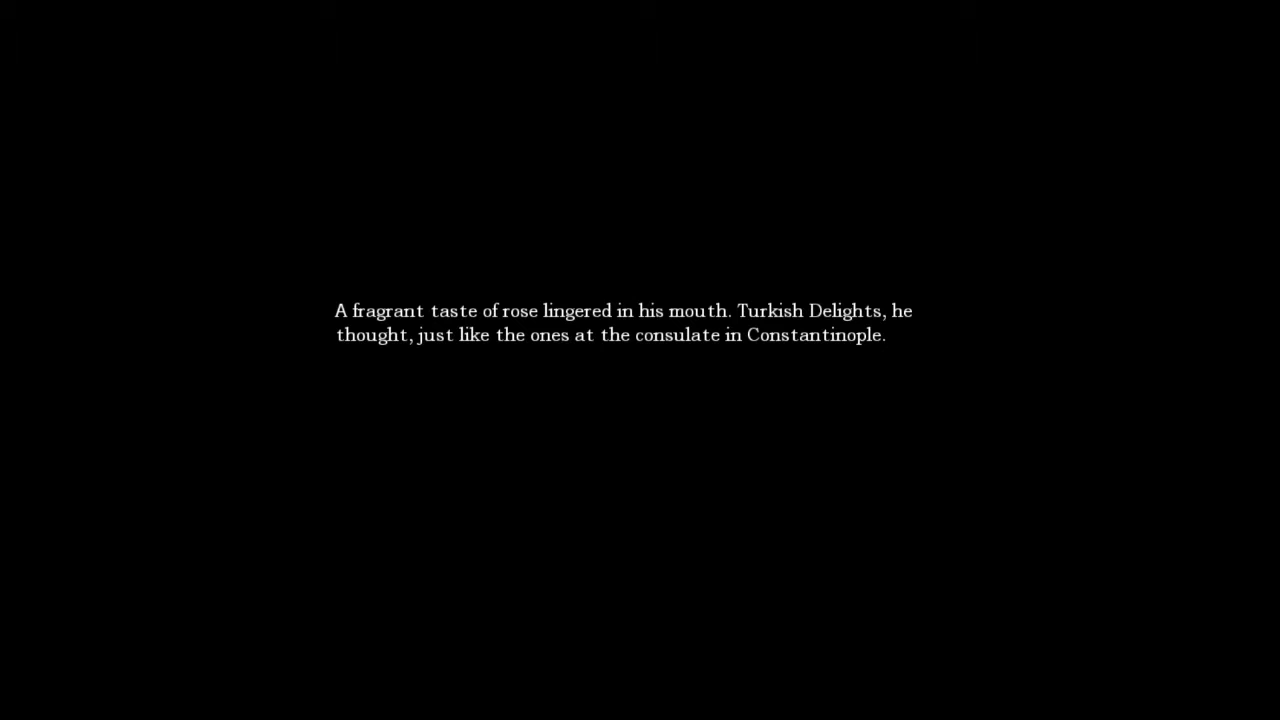 A fragrant taste of rose lingered in his mouth. Turkish Delights, he
thought, just like the ones at the consulate in Constantinople.